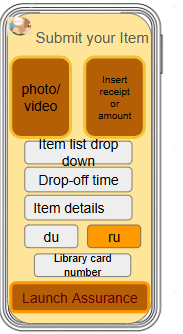 Submit your Item
photo/
video
Insert
receipt
or
amount
Item list drop
down
Drop-off time
Item details
du
ru
Library card
number
Launch Assurance